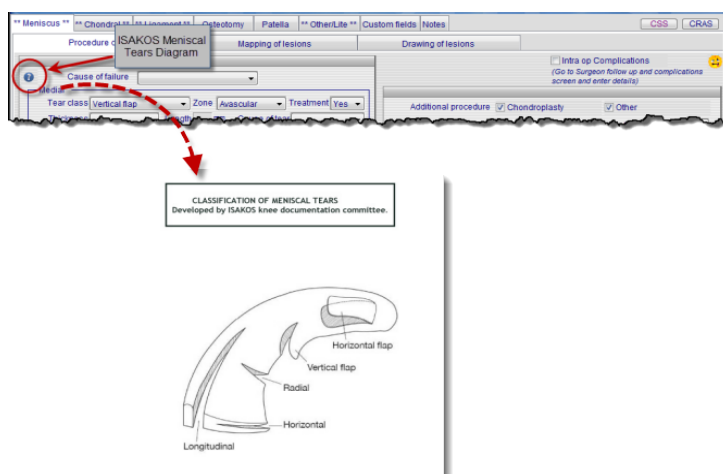 ** Meniscus ** ** Chondral ** ** Ligament ** Osteotomy Patella ** Other/Lite ** Custom fields Notes CSS CRAS
ISAKOS Meniscal
Tears Diagram
Procedure Mapping of lesions Drawing of lesions
Intra op Complications
(Go to Surgeon follow up and complications
screen and enter details)
? Cause of failure
Medial
Tear class Vertical flap Zone Avascular Treatment Yes
Additional procedure Chondroplasty Other
CLASSIFICATION OF MENISCAL TEARS
Developed by ISAKOS knee documentation committee.
Horizontal flap
Vertical flap
Radial
Horizontal
Longitudinal